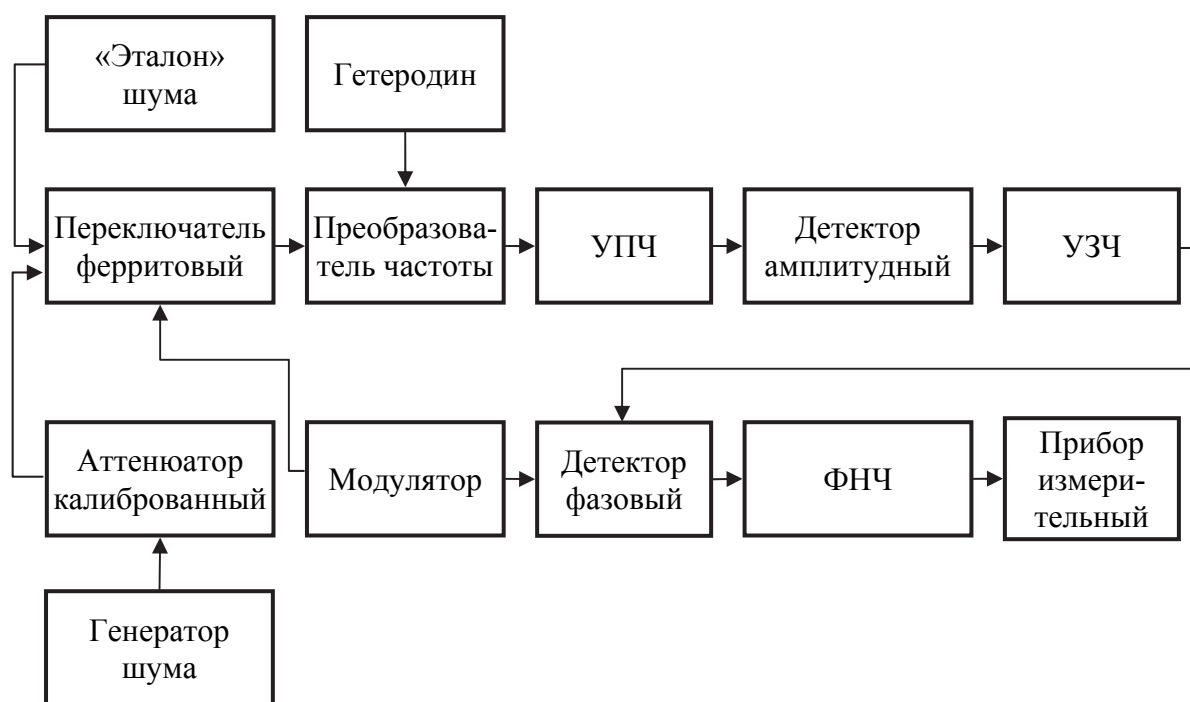 «Эталон»
шума
Гетеродин
Переключатель
ферритовый
Преобразова-
тель частоты
УПЧ
Детектор
амплитудный
УЗЧ
Аттенюатор
калиброванный
Модулятор
Детектор
фазовый
ФНЧ
Прибор
измери-
тельный
Генератор
шума